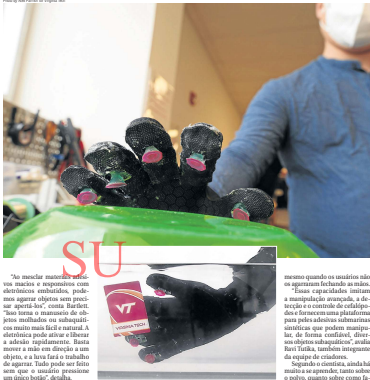 SU
"Ao mesclar materiais adesi-
vos macios e responsivos com
eletrônicos embutidos, pode-
mos agarrar objetos sem preci-
sar apertá-los", conta Bartlett.
"Isso torna o manuseio de ob-
jetos molhados ou subaquáti-
cos muito mais fácil e natural. A
eletrônica pode ativar e liberar
a adesão rapidamente. Basta
mover a mão em direção a um
objeto, e a luva fará o trabalho
de agarrar. Tudo pode ser feito
sem que o usuário pressione
um único botão", detalha.
VT
VIRGINIA TECH
mesmo quando os usuários não
os agarraram fechando as mãos.
"Essas capacidades imitam
a manipulação avançada, a de-
tecção e o controle de cefalópo-
des e fornecem uma plataforma
para peles adesivas submarinas
sintéticas que podem manipu-
lar, de forma confiável, diver-
sos objetos subaquáticos", avalia
Ravi Tutika, também integrante
da equipe de criadores.
Segundo o cientista, ainda há
muito a se aprender, tanto sobre
o polvo, quanto sobre como fa-